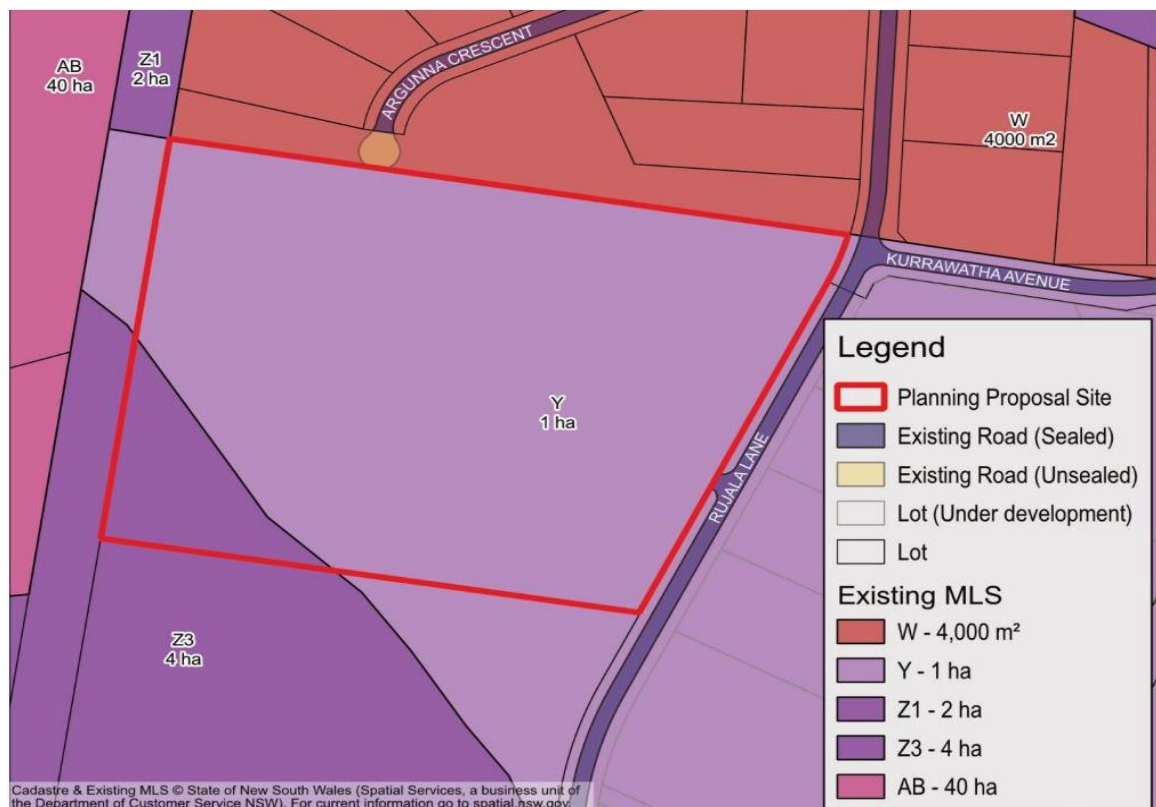 AB
40 ha
Z1
2 ha
ARGUNNA CRESCENT
W
4000 m2
KURRAWATHA AVENUE
Y
1 ha
RUJALA LANE
Z3
4 ha
Legend
Planning Proposal Site
Existing Road (Sealed)
Existing Road (Unsealed)
Lot (Under development)
Lot
Existing MLS
W - 4,000 m²
Y - 1 ha
Z1 - 2 ha
Z3 - 4 ha
AB - 40 ha
Cadastre & Existing MLS © State of New South Wales (Spatial Services, a business unit of
the Department of Customer Service NSW). For current information go to spatial.nsw.gov.